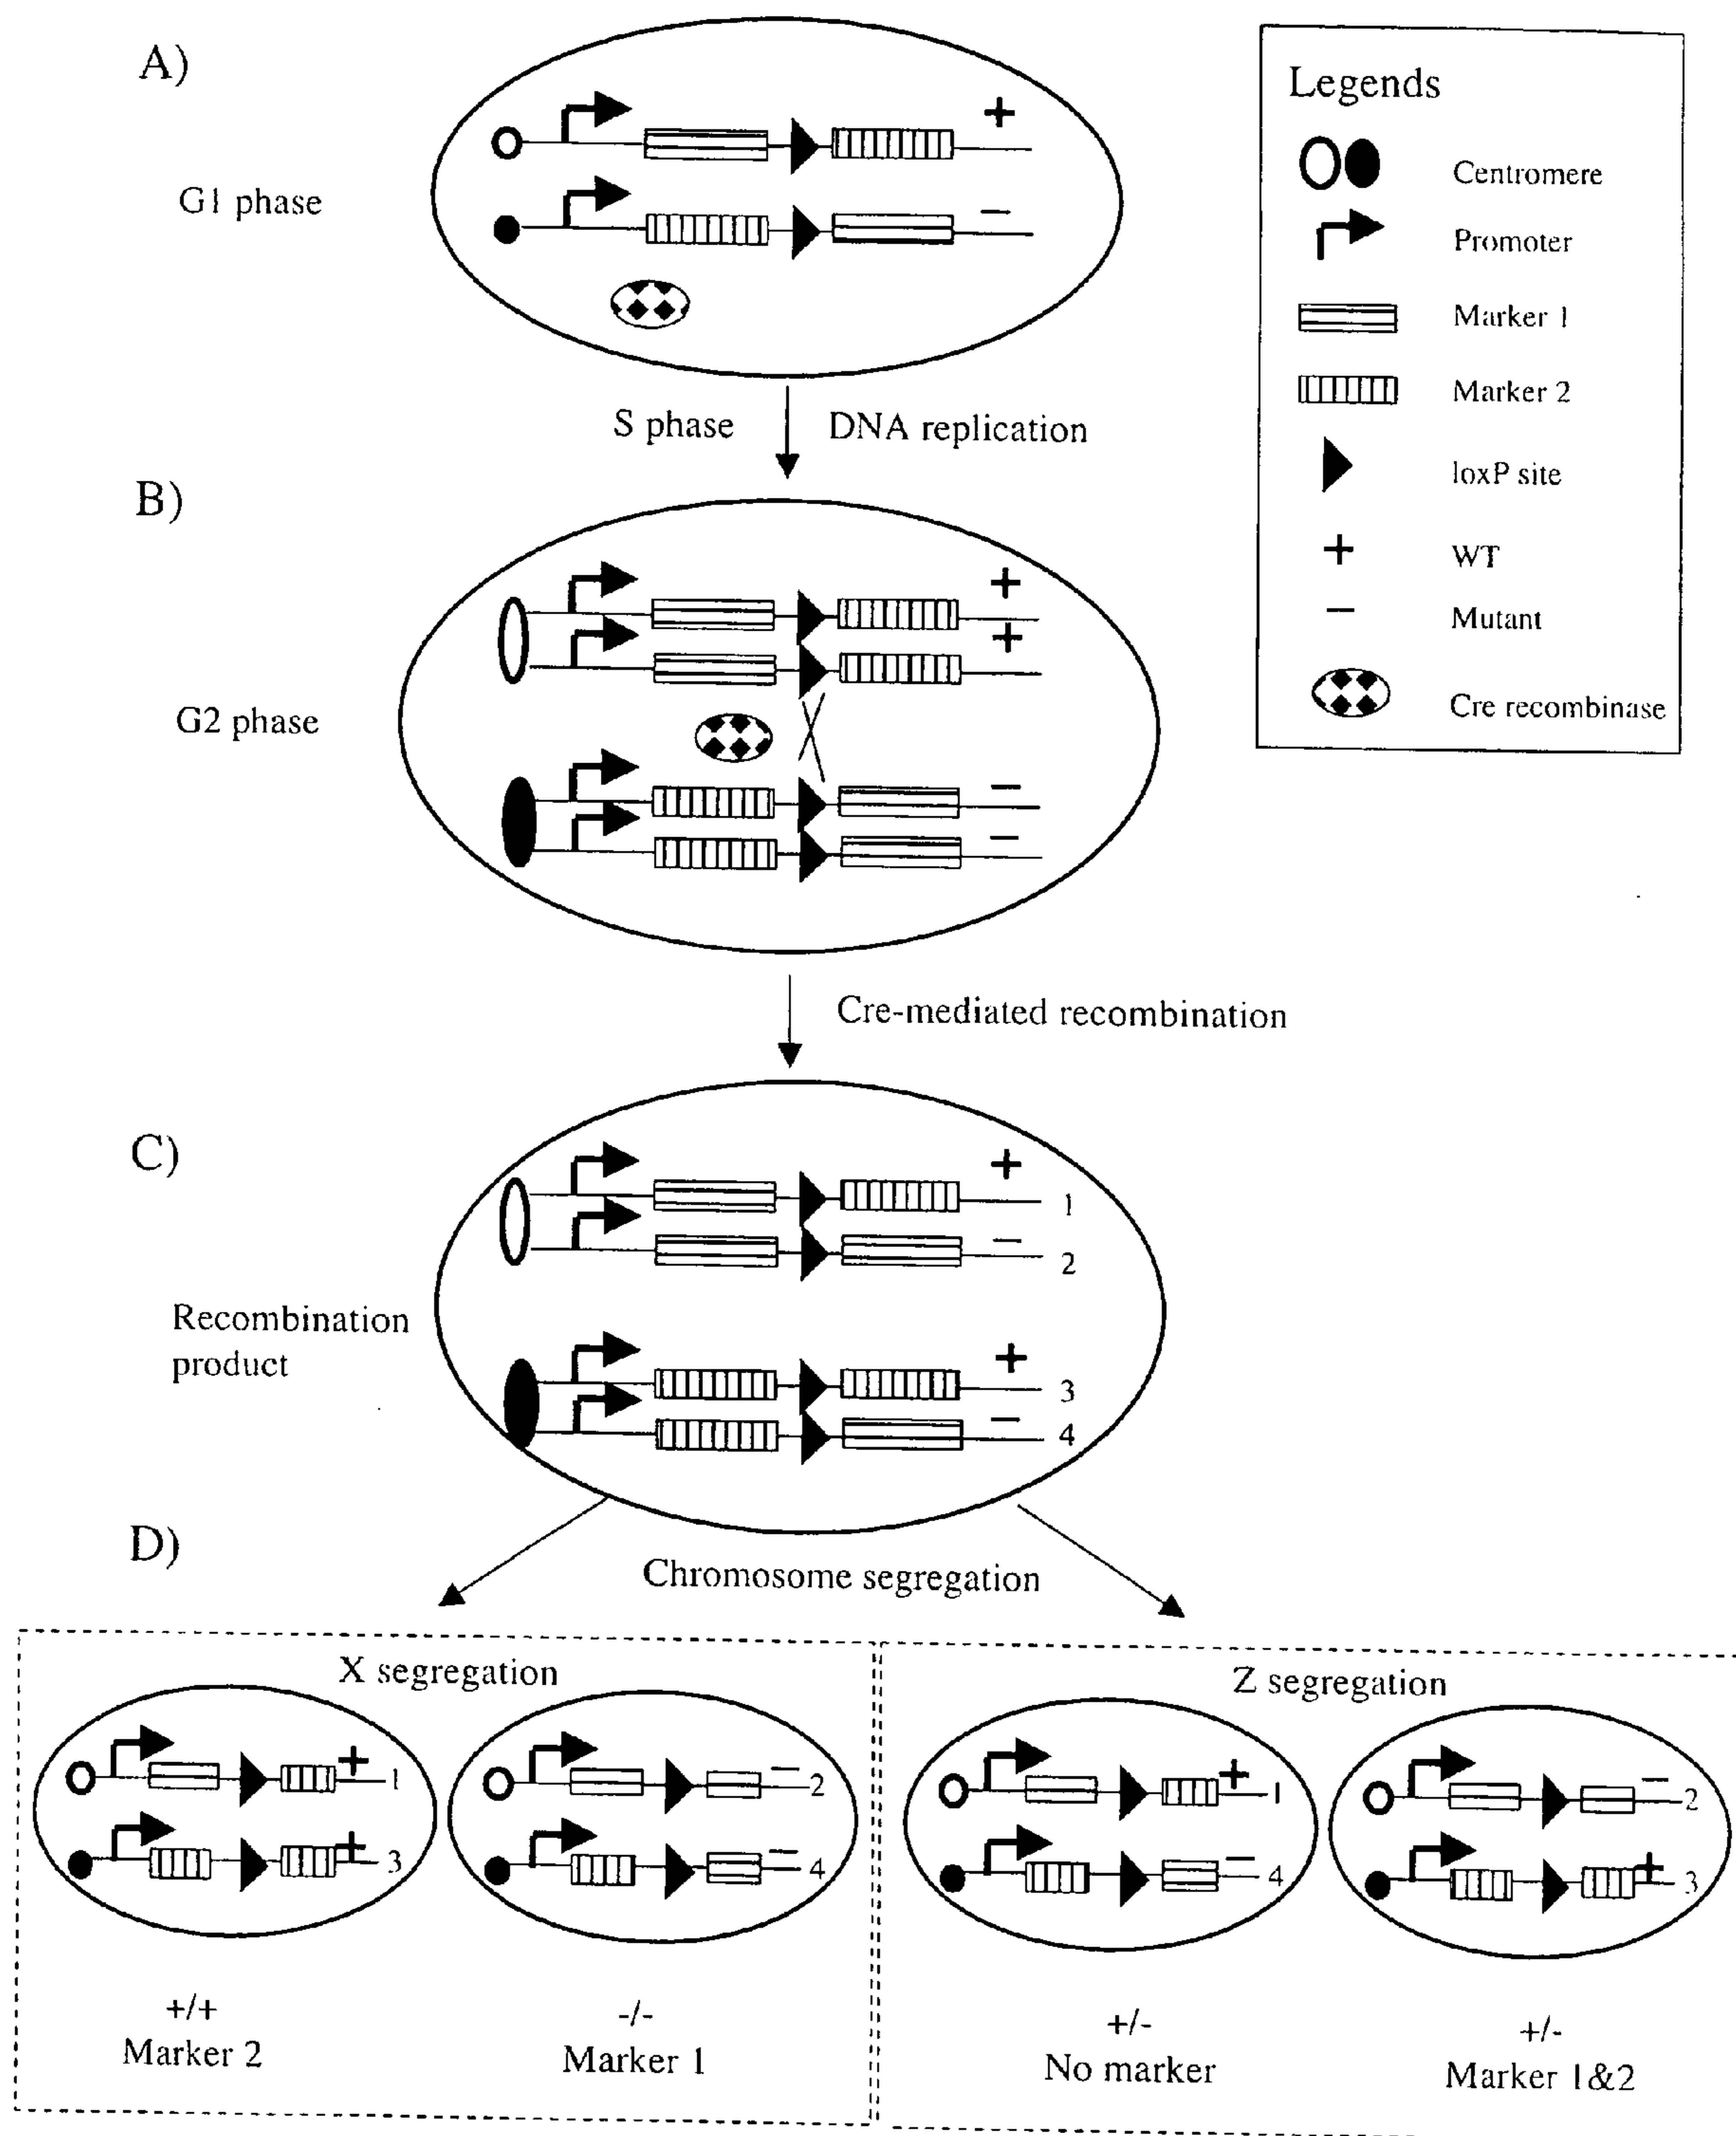 A)
G1 phase
+
−
S phase DNA replication
B)
G2 phase
+
+
−
−
Cre-mediated recombination
C)
Recombination
product
+
1
−
2
+
3
−
4
D)
Chromosome segregation
X segregation
+
1
+
3
−
2
−
4
+/+
Marker 2
-/-
Marker 1
Z segregation
+
1
−
4
−
2
+
3
+/-
No marker
+/-
Marker 1&2
Legends
Centromere
Promoter
Marker 1
Marker 2
loxP site
+ WT
− Mutant
Cre recombinase